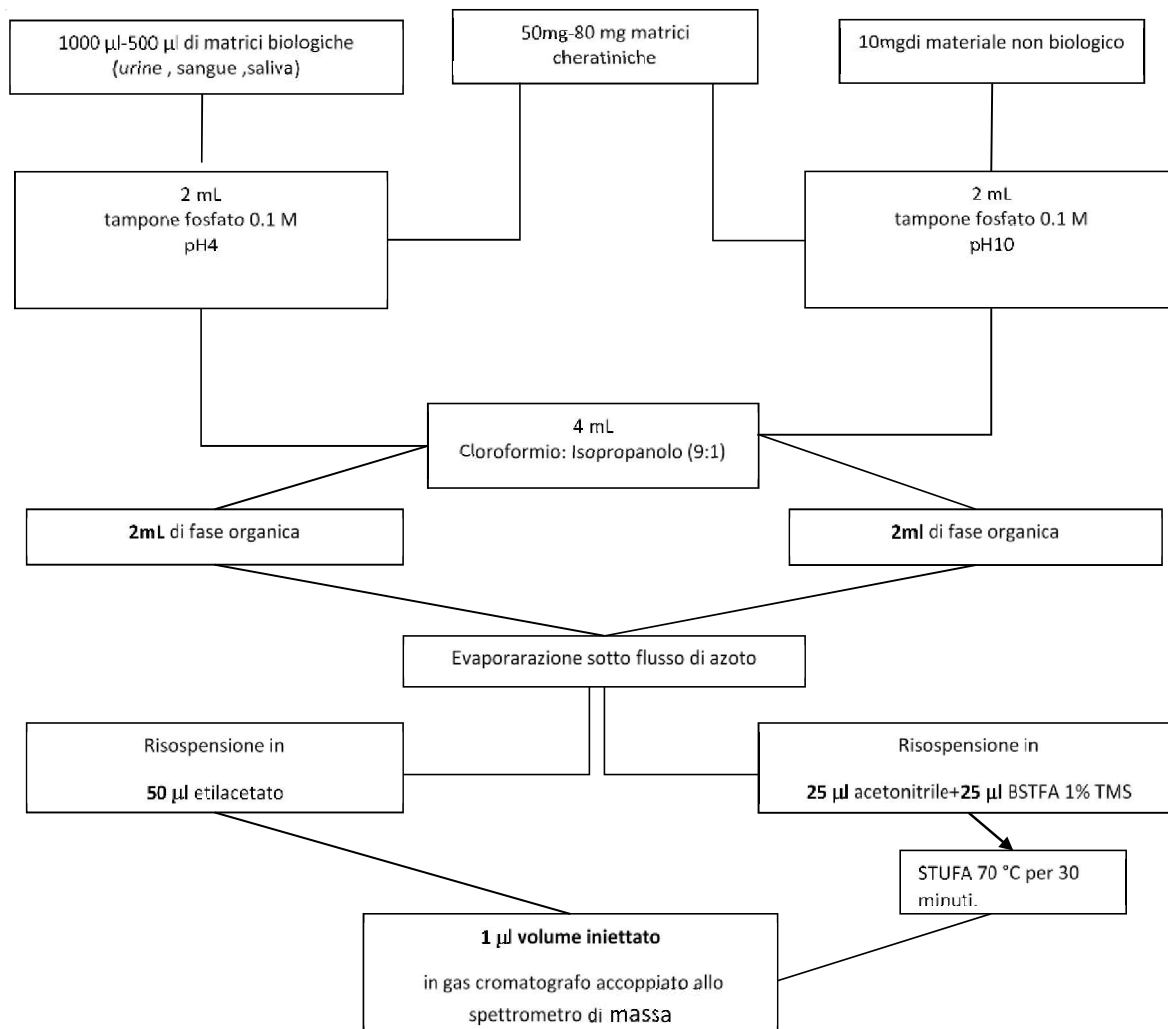 1000 µl-500 µl di matrici biologiche
(urine , sangue ,saliva)
50mg-80 mg matrici
cheratiniche
10mgdi materiale non biologico
2 mL
tampone fosfato 0.1 M
pH4
2 mL
tampone fosfato 0.1 M
pH10
4 mL
Cloroformio: Isopropanolo (9:1)
2mL di fase organica
2ml di fase organica
Evaporarazione sotto flusso di azoto
Risospensione in
50 µl etilacetato
Risospensione in
25 µl acetonitrile+25 µl BSTFA 1% TMS
STUFA 70 °C per 30
minuti.
1 µl volume iniettato
in gas cromatografo accoppiato allo
spettrometro di massa